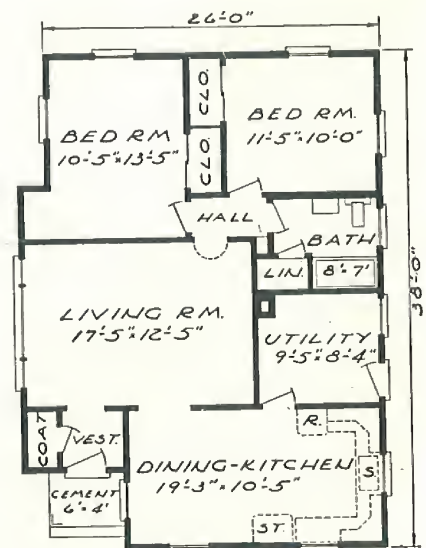 26'-0"
BED RM
10'-5"x13'-5"
CLO.
CLO.
BED RM.
11'-5"x10'-0"
HALL
BATH
LIN.
8'-7'
38'-0"
LIVING RM.
17'-5"x12'-5"
UTILITY
9'-5"x8'-4"
COAT
VEST.
CEMENT
6'x4'
DINING-KITCHEN
19'-3"x10'-5"
R.
S.
ST.